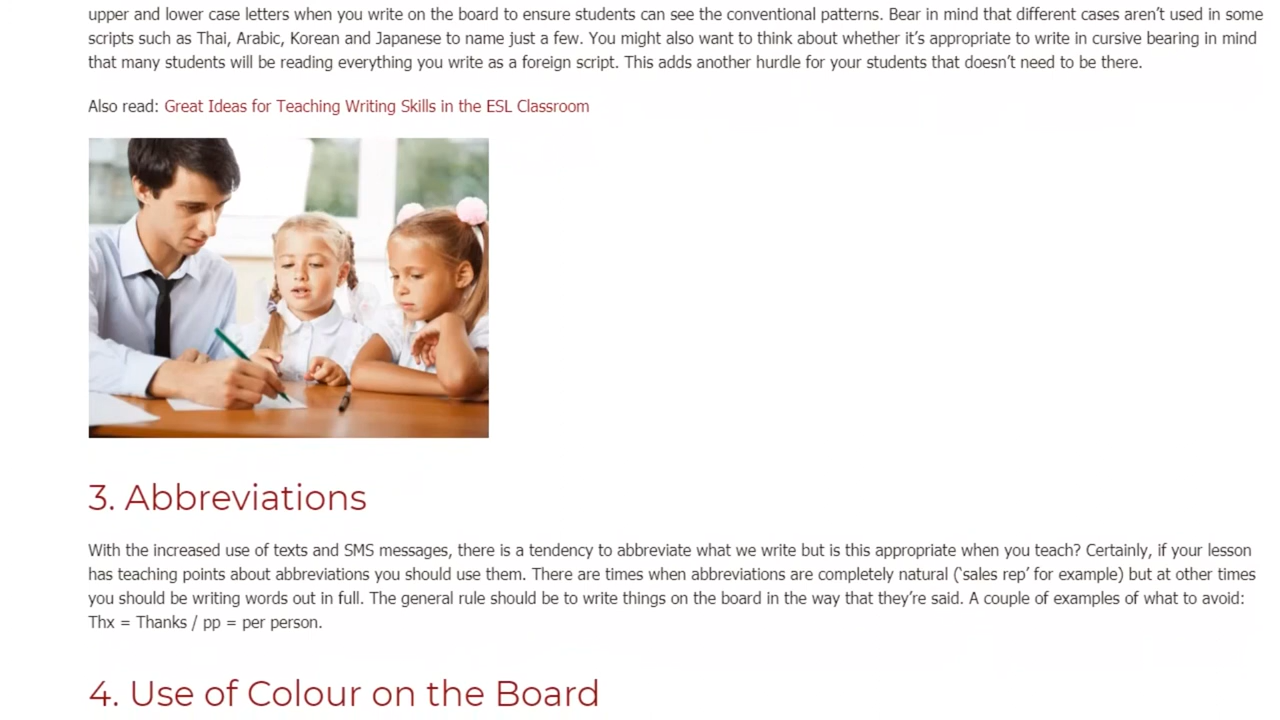 upper and lower case letters when you write on the board to ensure students can see the conventional patterns. Bear in mind that different cases aren’t used in some
scripts such as Thai, Arabic, Korean and Japanese to name just a few. You might also want to think about whether it’s appropriate to write in cursive bearing in mind
that many students will be reading everything you write as a foreign script. This adds another hurdle for your students that doesn’t need to be there.
Also read: Great Ideas for Teaching Writing Skills in the ESL Classroom
3. Abbreviations
With the increased use of texts and SMS messages, there is a tendency to abbreviate what we write but is this appropriate when you teach? Certainly, if your lesson
has teaching points about abbreviations you should use them. There are times when abbreviations are completely natural (‘sales rep’ for example) but at other times
you should be writing words out in full. The general rule should be to write things on the board in the way that they’re said. A couple of examples of what to avoid:
Thx = Thanks / pp = per person.
4. Use of Colour on the Board